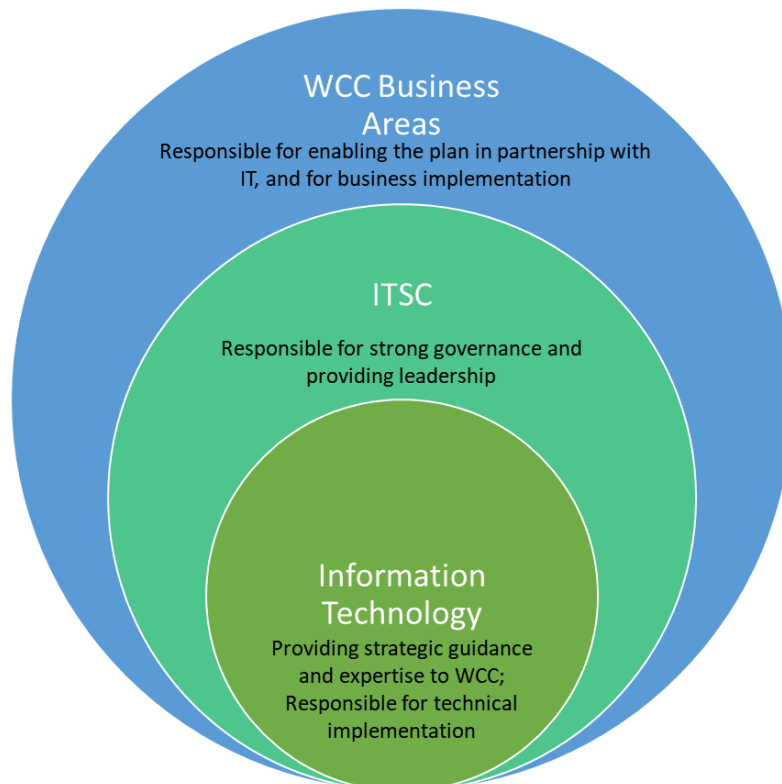 WCC Business
Areas
Responsible for enabling the plan in partnership with
IT, and for business implementation
ITSC
Responsible for strong governance and
providing leadership
Information
Technology
Providing strategic guidance
and expertise to WCC;
Responsible for technical
implementation